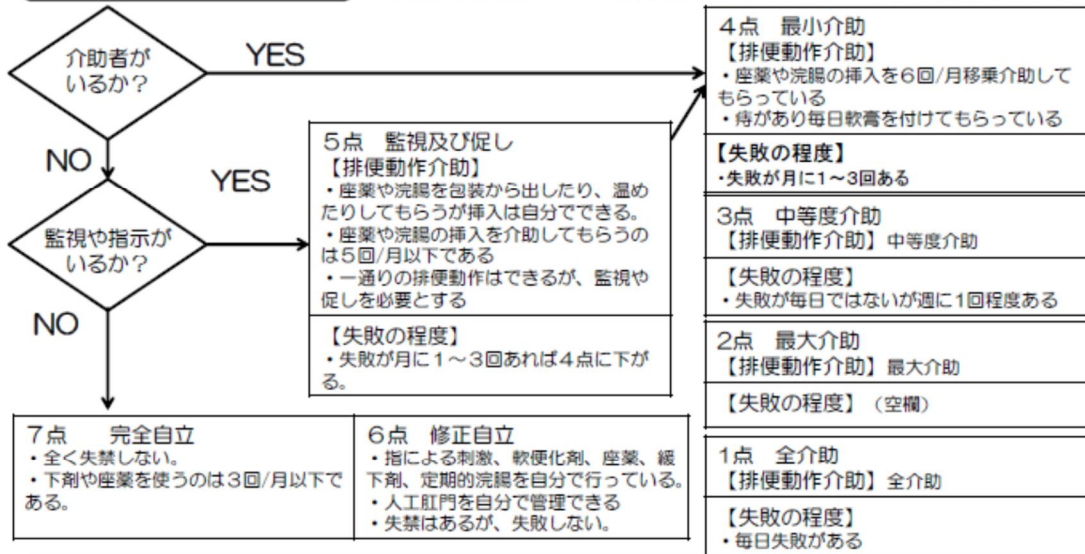 介助者が
いるか？
YES
NO
監視や指示が
いるか？
YES
NO
5点　監視及び促し
【排便動作介助】
・座薬や浣腸を包装から出したり、温め
たりしてもらうが挿入は自分でできる。
・座薬や浣腸の挿入を介助してもらうの
は5回/月以下である
・一通りの排便動作はできるが、監視や
促しを必要とする
【失敗の程度】
・失敗が月に1～3回あれば4点に下が
る。
7点　完全自立
・全く失禁しない。
・下剤や座薬を使うのは3回/月以下で
ある。
6点　修正自立
・指による刺激、軟便化剤、座薬、緩
下剤、定期的浣腸を自分で行っている。
・人工肛門を自分で管理できる
・失禁はあるが、失敗しない。
4点　最小介助
【排便動作介助】
・座薬や浣腸の挿入を6回/月移乗介助して
もらっている
・痔があり毎日軟膏を付けてもらっている
【失敗の程度】
・失敗が月に1～3回ある
3点　中等度介助
【排便動作介助】中等度介助
【失敗の程度】
・失敗が毎日ではないが週に1回程度ある
2点　最大介助
【排便動作介助】最大介助
【失敗の程度】（空欄）
1点　全介助
【排便動作介助】全介助
【失敗の程度】
・毎日失敗がある